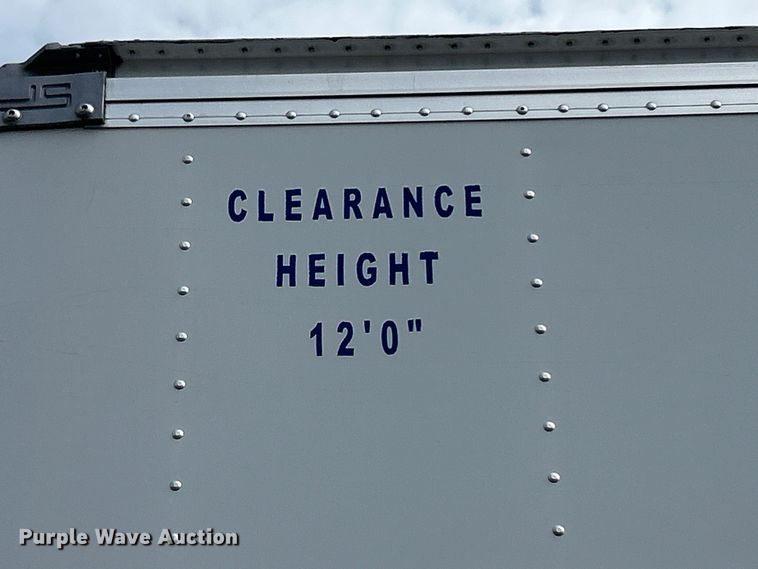 CLEARANCE
HEIGHT
12'0"
Purple Wave Auction